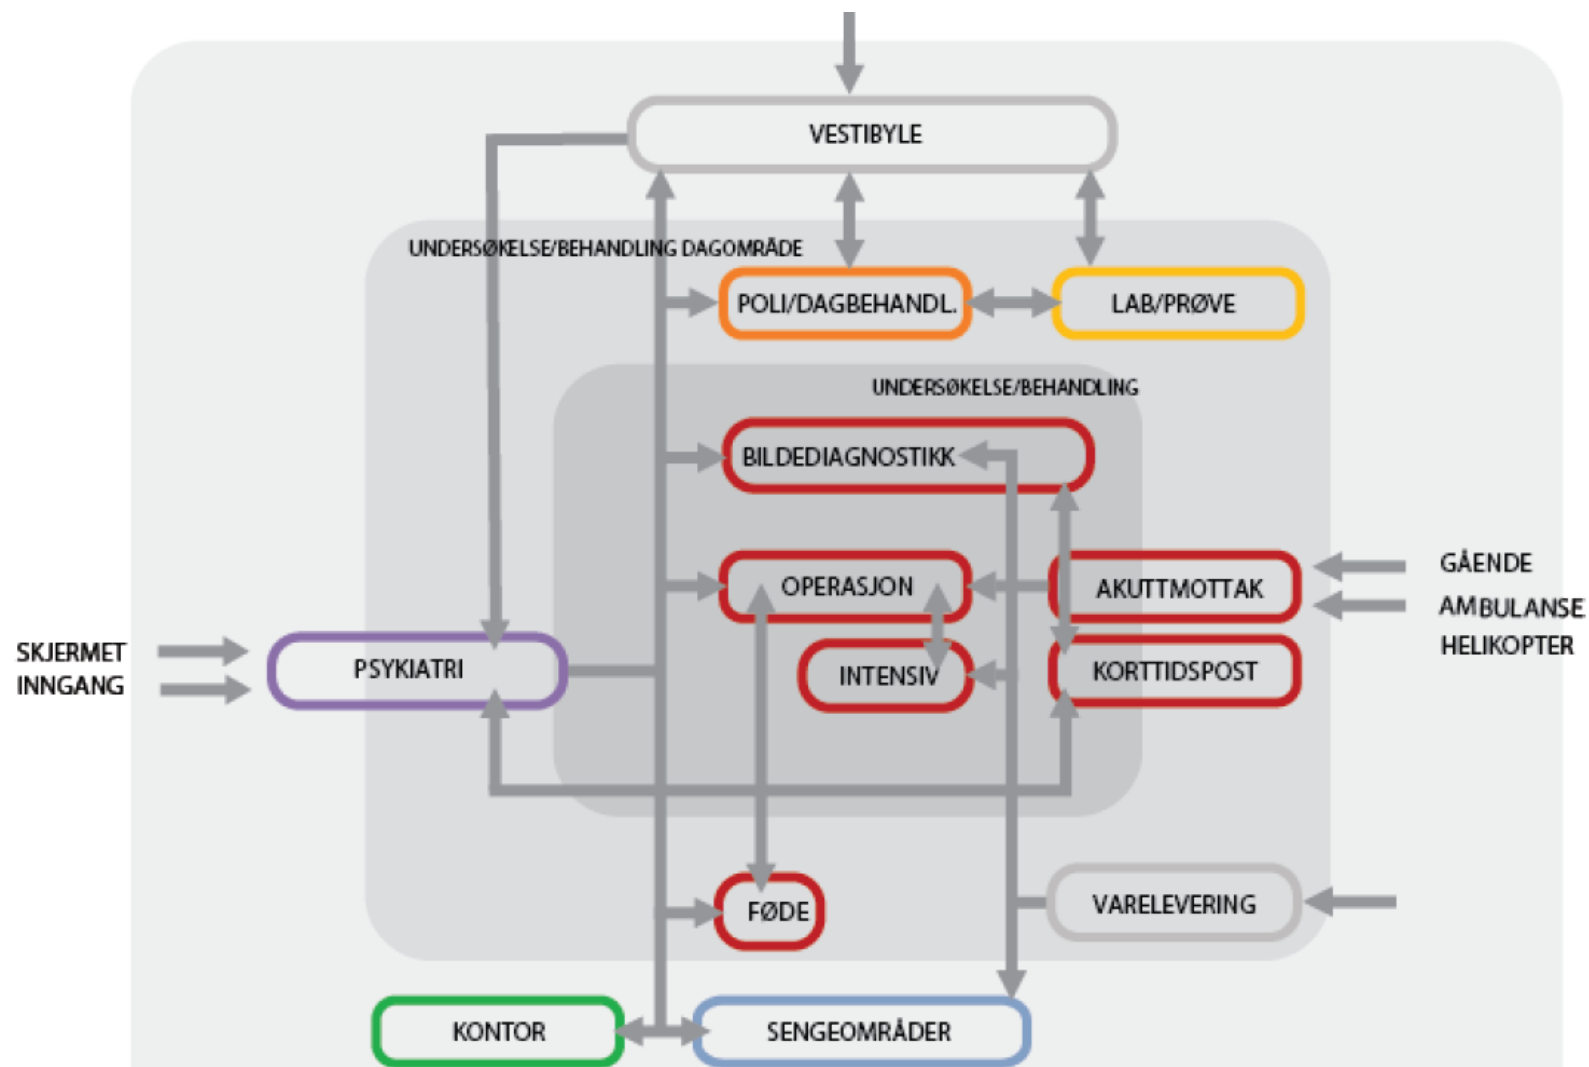 VESTIBYLE
UNDERSØKELSE/BEHANDLING DAGOMRÅDE
POLI/DAGBEHANDL.
LAB/PRØVE
UNDERSØKELSE/BEHANDLING
BILDEDIAGNOSTIKK
OPERASJON
AKUTTMOTTAK
GÅENDE
AMBULANSE
HELIKOPTER
SKJERMET
INNGANG
PSYKIATRI
INTENSIV
KORTTIDSPOST
FØDE
VARELEVERING
KONTOR
SENGEOMRÅDER